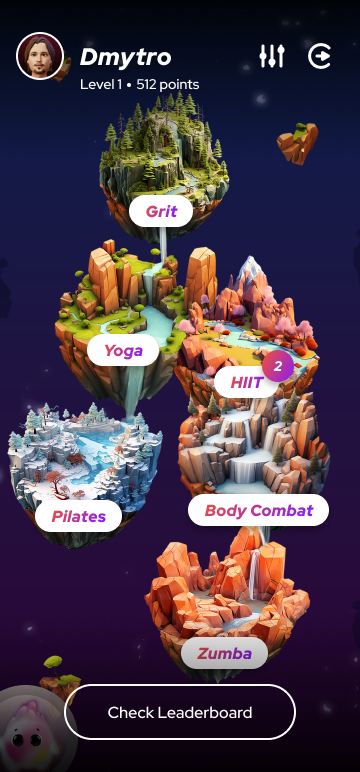 Dmytro
Level 1 • 512 points
Grit
Yoga
2
HIIT
Pilates
Body Combat
Zumba
Check Leaderboard